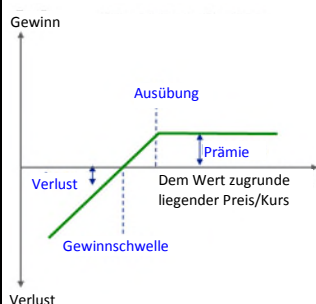 Gewinn
Ausübung
Prämie
Verlust
Dem Wert zugrunde
liegender Preis/Kurs
Gewinnschwelle
Verlust